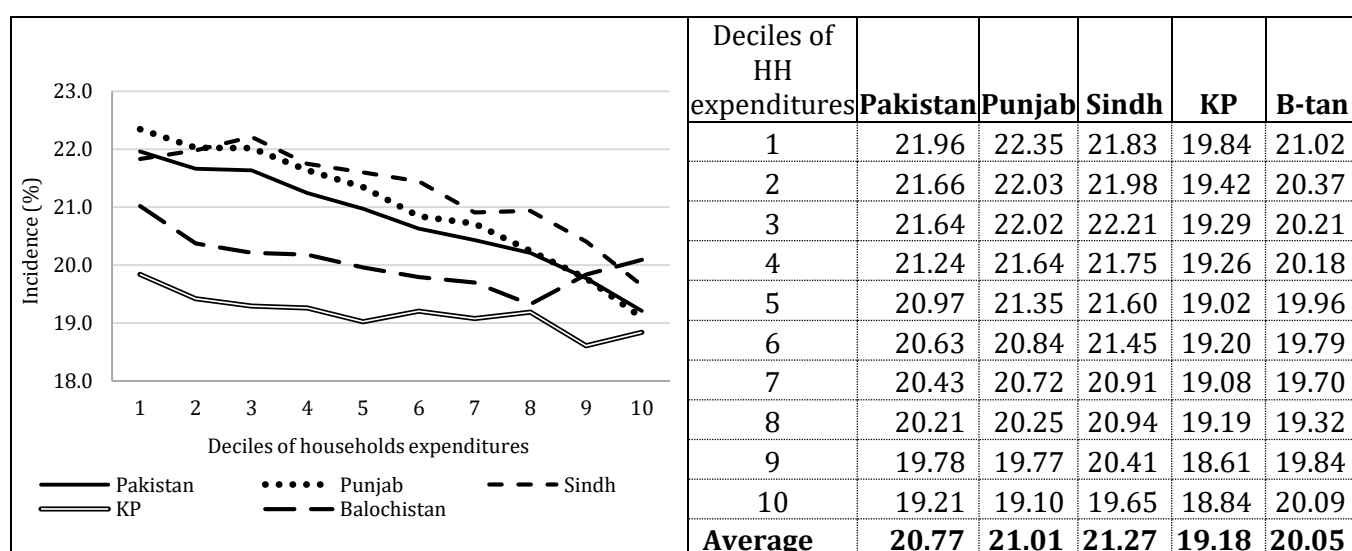 23.0
22.0
21.0
20.0
19.0
18.0
Incidence (%)
1 2 3 4 5 6 7 8 9 10
Deciles of households expenditures
Pakistan Punjab Sindh
KP Balochistan
Deciles of
HH
expenditures Pakistan Punjab Sindh KP B-tan
1 21.96 22.35 21.83 19.84 21.02
2 21.66 22.03 21.98 19.42 20.37
3 21.64 22.02 22.21 19.29 20.21
4 21.24 21.64 21.75 19.26 20.18
5 20.97 21.35 21.60 19.02 19.96
6 20.63 20.84 21.45 19.20 19.79
7 20.43 20.72 20.91 19.08 19.70
8 20.21 20.25 20.94 19.19 19.32
9 19.78 19.77 20.41 18.61 19.84
10 19.21 19.10 19.65 18.84 20.09
Average 20.77 21.01 21.27 19.18 20.05